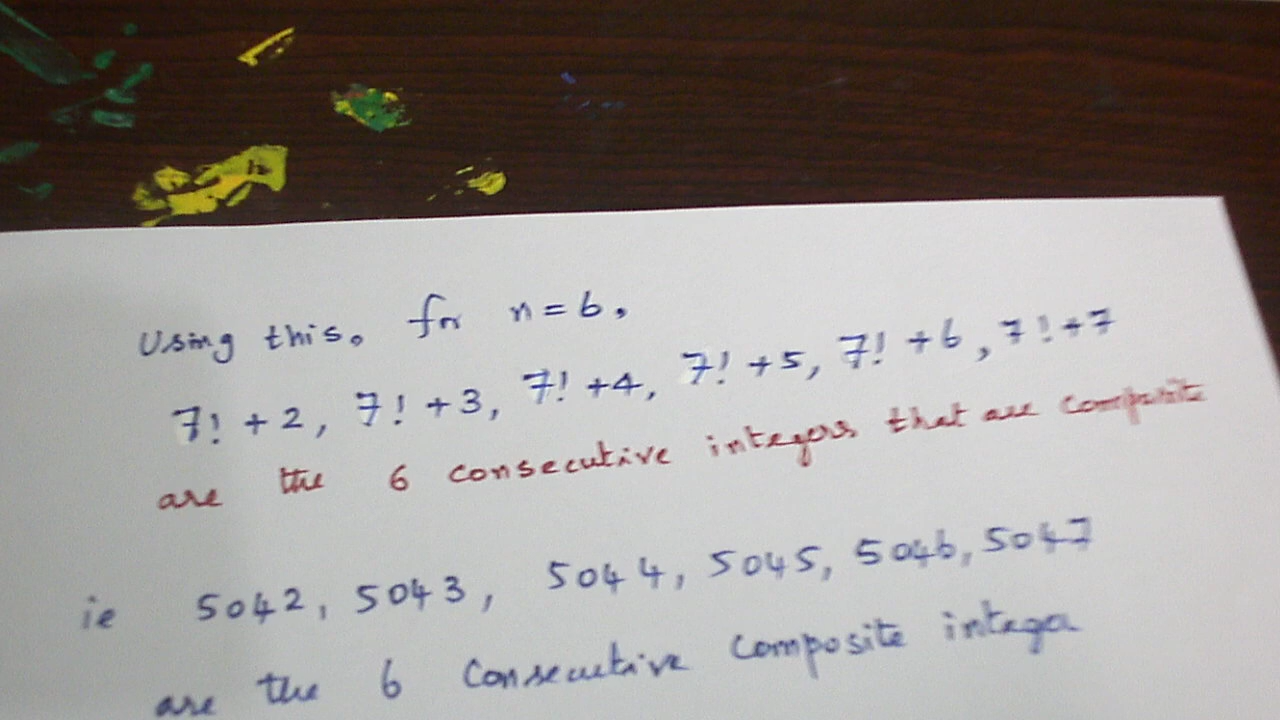 Using this. for n = 6,
7! + 2, 7! + 3, 7! + 4, 7! + 5, 7! + 6, 7! + 7
are the 6 consecutive integers that are composite
ie 5042, 5043, 5044, 5045, 5046, 5047
are the 6 Consecutive composite integer